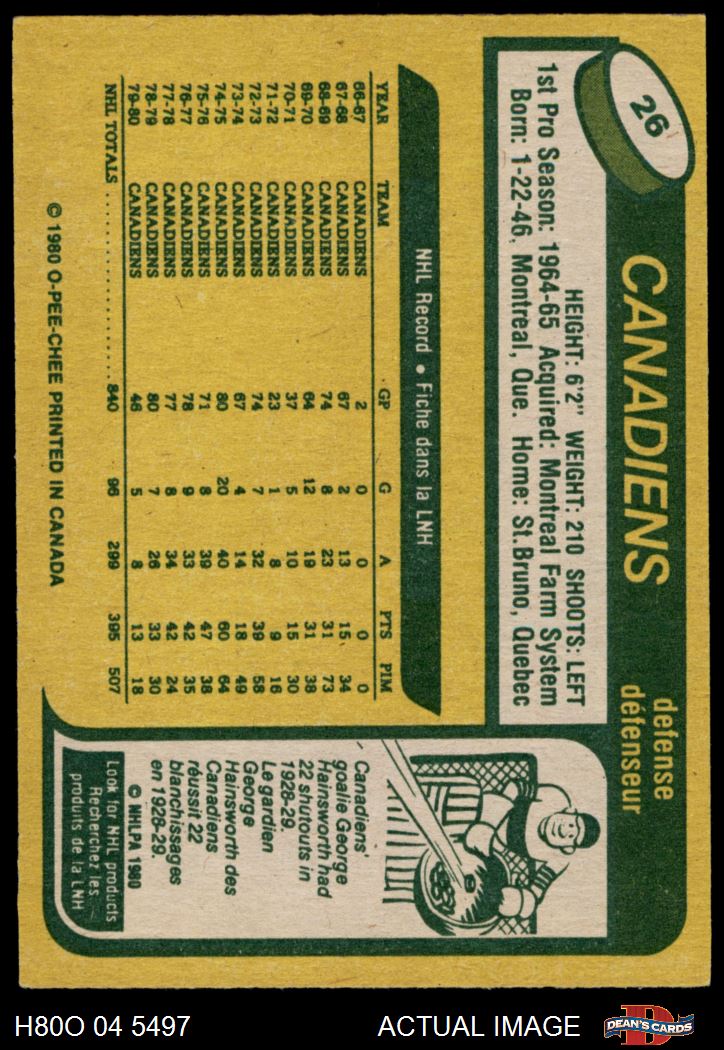 26
CANADIENS
defense
défenseur
HEIGHT: 6'2" WEIGHT: 210 SHOOTS: LEFT
1st Pro Season: 1964-65 Acquired: Montreal Farm System
Born: 1-22-46, Montreal, Que. Home: St. Bruno, Quebec
NHL Record • Fiche dans la LNH
YEAR TEAM GP G A PTS PIM
66-67 CANADIENS 2 0 0 0 0
67-68 CANADIENS 67 2 13 15 34
68-69 CANADIENS 74 8 23 31 73
69-70 CANADIENS 64 12 19 31 38
70-71 CANADIENS 37 5 10 15 30
71-72 CANADIENS 23 1 8 9 16
72-73 CANADIENS 74 7 32 39 58
73-74 CANADIENS 67 4 14 18 49
74-75 CANADIENS 80 20 40 60 64
75-76 CANADIENS 71 8 39 47 38
76-77 CANADIENS 78 9 33 42 35
77-78 CANADIENS 77 8 34 42 24
78-79 CANADIENS 80 7 26 33 30
79-80 CANADIENS 46 5 8 13 18
NHL TOTALS .......... 840 96 299 395 507
© 1980 O-PEE-CHEE PRINTED IN CANADA
Canadiens'
goalie George
Hainsworth had
22 shutouts in
1928-29.
Le gardien
George
Hainsworth des
Canadiens
réussit 22
blanchissages
en 1928-29.
© NHLPA 1980
Look for NHL products
Recherchez les
produits de la LNH
H80O 04 5497
ACTUAL IMAGE
D
DEAN'S CARDS